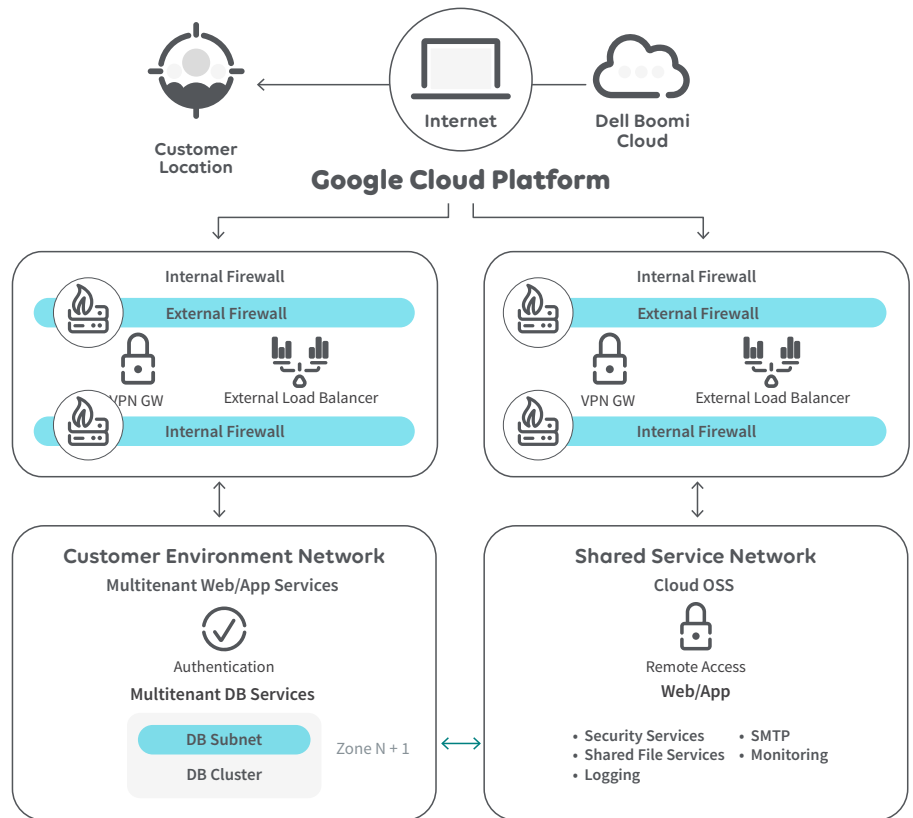 Internet
Dell Boomi
Cloud
Customer
Location
Google Cloud Platform
Internal Firewall
External Firewall
VPN GW
External Load Balancer
Internal Firewall
Internal Firewall
External Firewall
VPN GW
External Load Balancer
Internal Firewall
Customer Environment Network
Multitenant Web/App Services
Authentication
Multitenant DB Services
DB Subnet
DB Cluster
Zone N + 1
Shared Service Network
Cloud OSS
Remote Access
Web/App
• Security Services
• Shared File Services
• Logging
• SMTP
• Monitoring